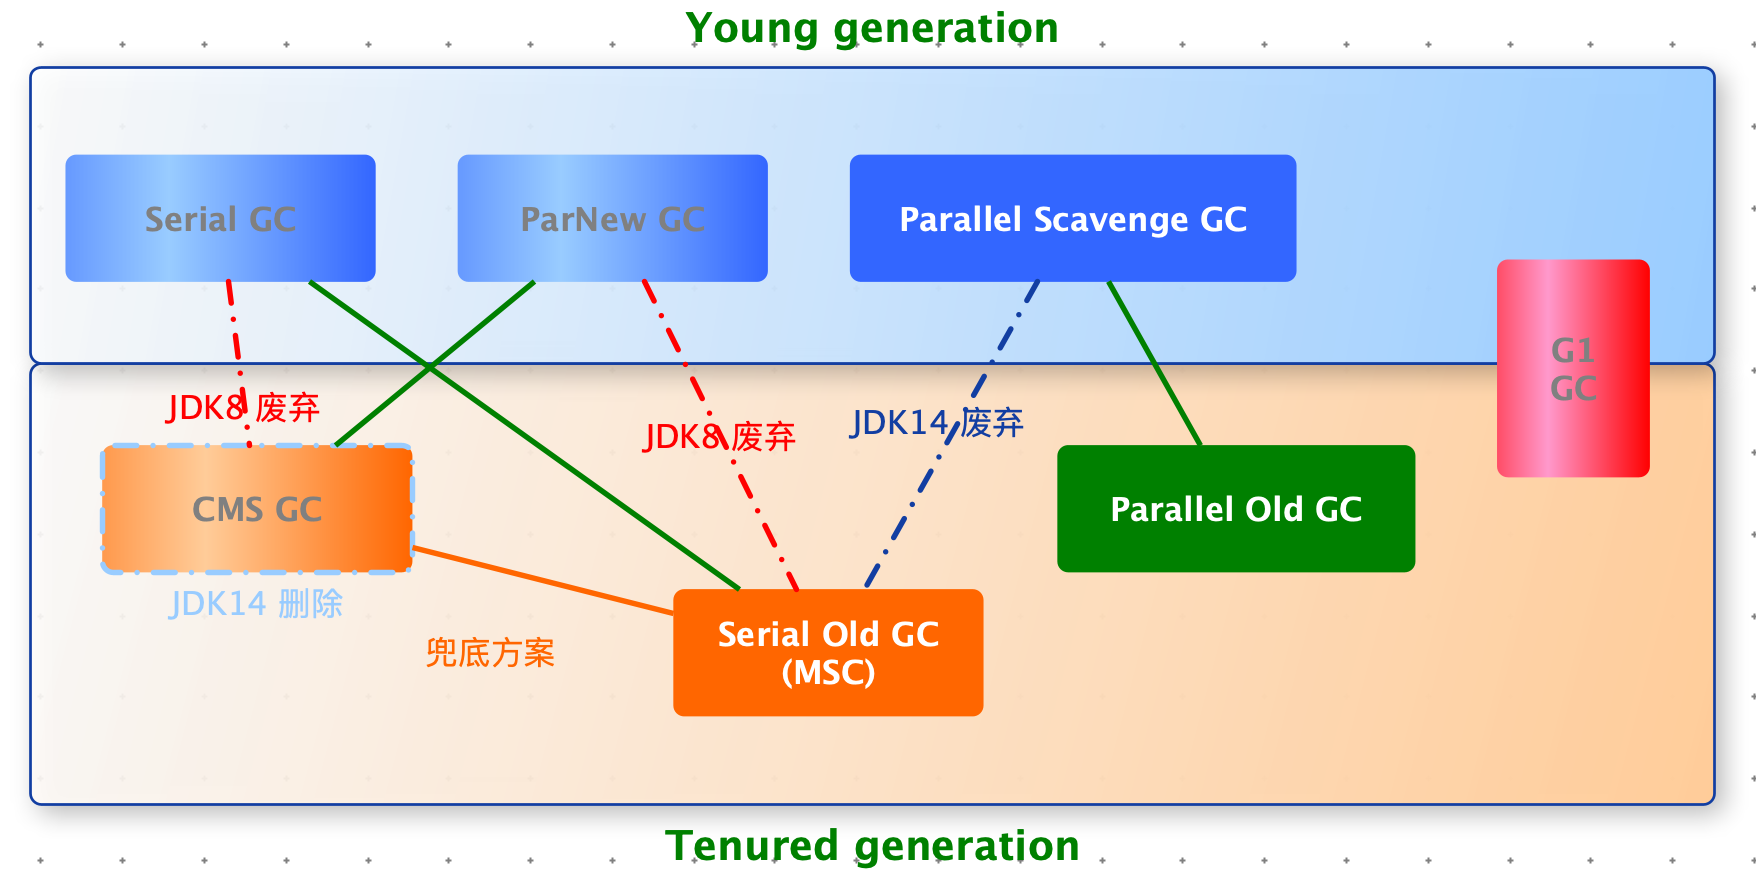 Young generation
Serial GC
ParNew GC
Parallel Scavenge GC
G1
GC
JDK8 废弃
JDK8 废弃
JDK14 废弃
CMS GC
Parallel Old GC
JDK14 删除
兜底方案
Serial Old GC
(MSC)
Tenured generation